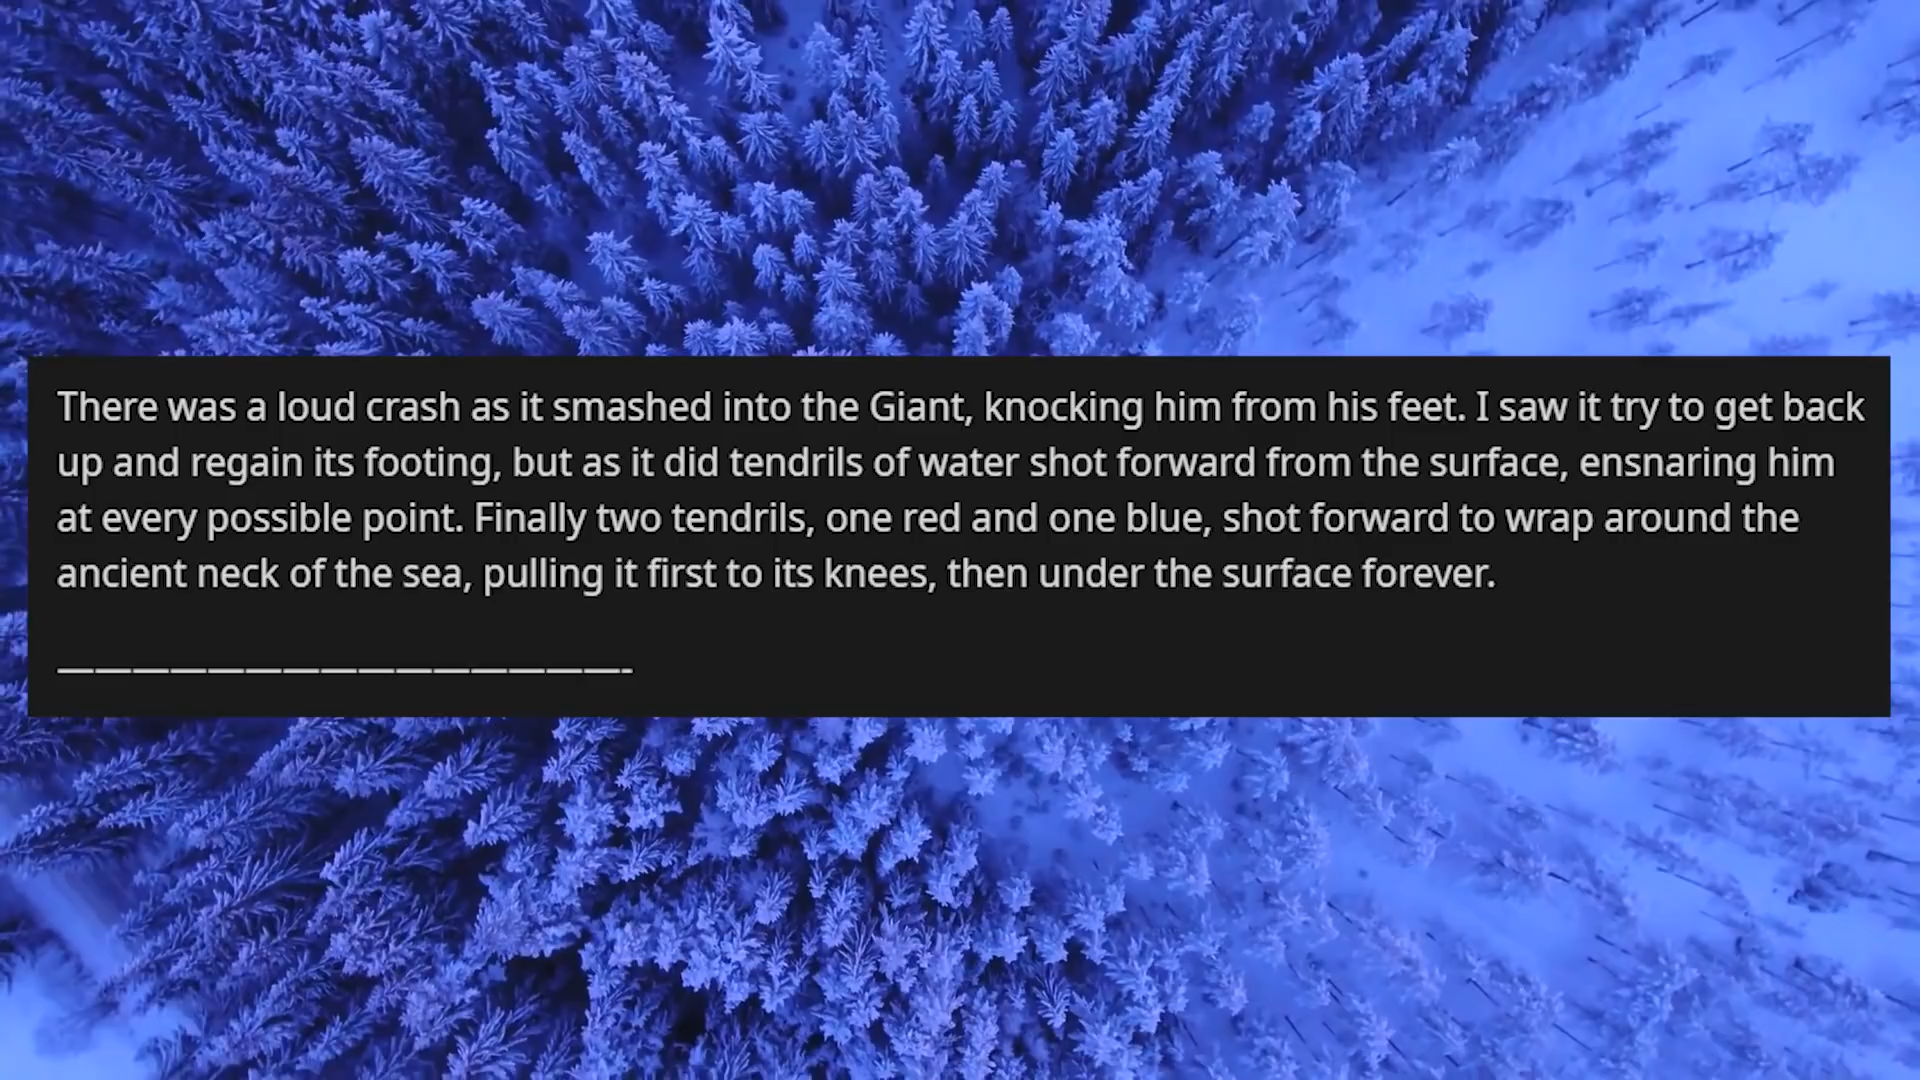 There was a loud crash as it smashed into the Giant, knocking him from his feet. I saw it try to get back
up and regain its footing, but as it did tendrils of water shot forward from the surface, ensnaring him
at every possible point. Finally two tendrils, one red and one blue, shot forward to wrap around the
ancient neck of the sea, pulling it first to its knees, then under the surface forever.
———————————————-